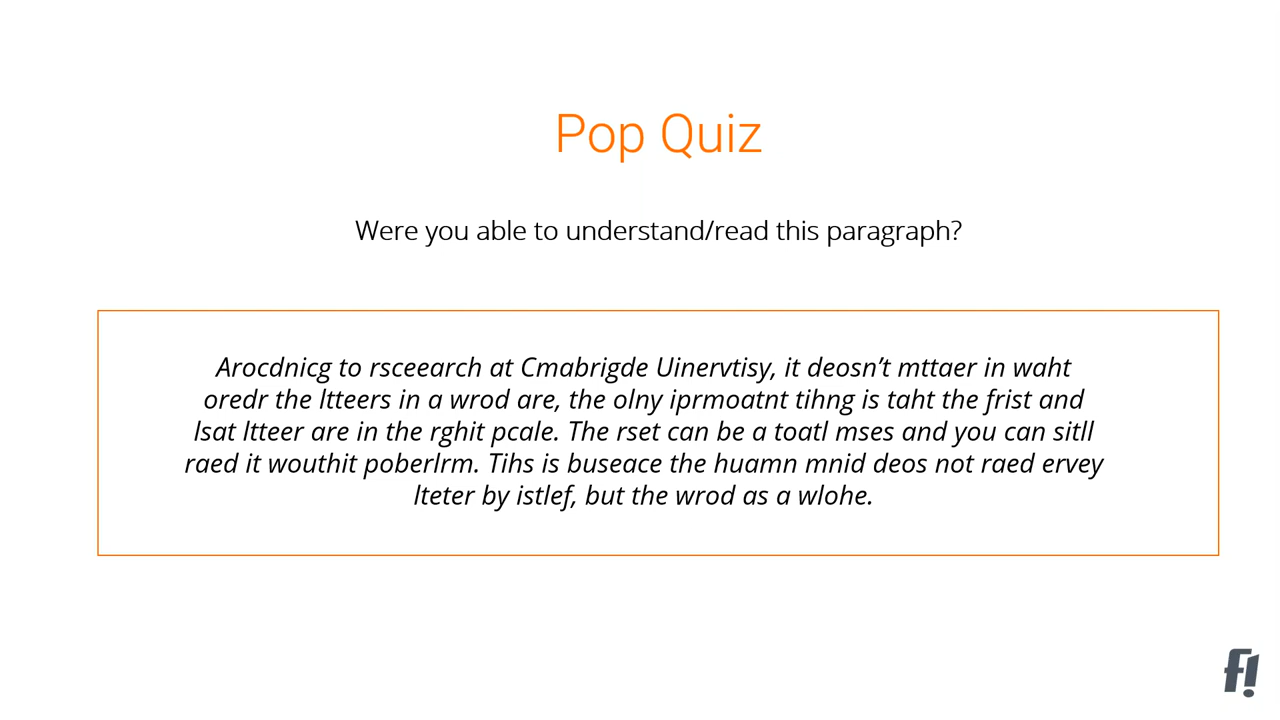 Pop Quiz
Were you able to understand/read this paragraph?
Arocdnicg to rsceearch at Cmabrigde Uinervtisy, it deosn’t mttaer in waht
oredr the ltteers in a wrod are, the olny iprmoatnt tihng is taht the frist and
lsat ltteer are in the rghit pcale. The rset can be a toatl mses and you can sitll
raed it wouthit poberlrm. Tihs is buseace the huamn mnid deos not raed ervey
lteter by istlef, but the wrod as a wlohe.
f!